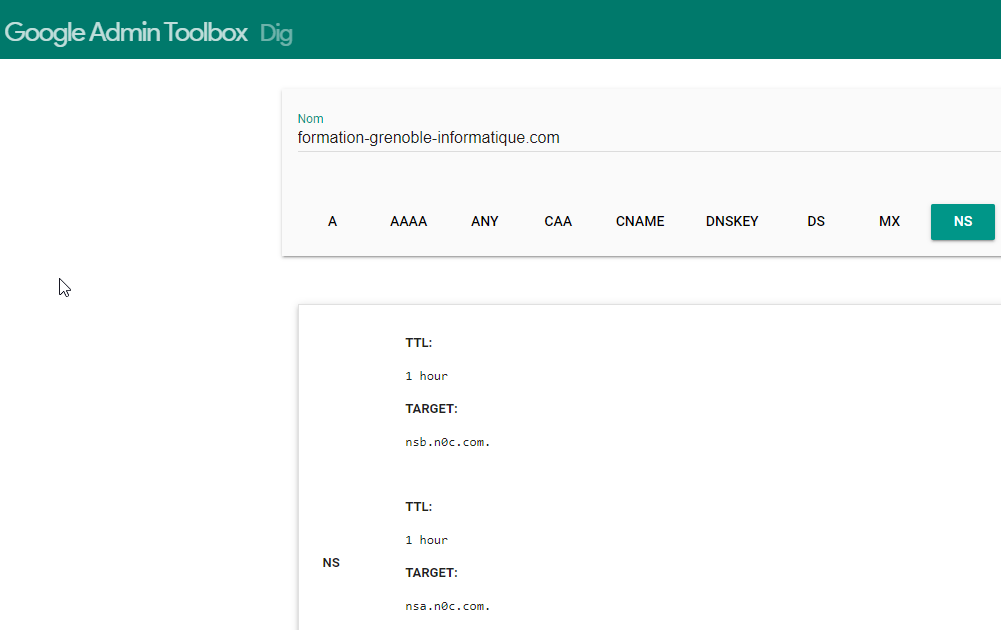 Google Admin Toolbox Dig
Nom
formation-grenoble-informatique.com
A AAAA ANY CAA CNAME DNSKEY DS MX NS
TTL:
1 hour
TARGET:
nsb.n0c.com.
TTL:
1 hour
NS
TARGET:
nsa.n0c.com.